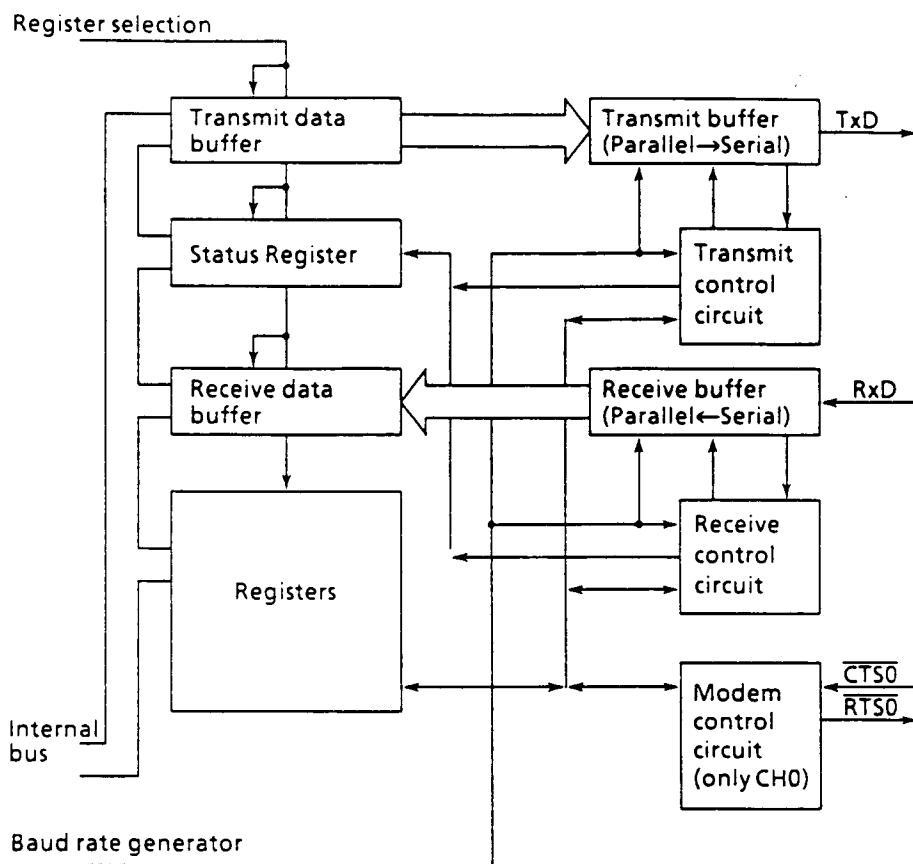 Register selection
Transmit data
buffer
Transmit buffer
(Parallel→Serial)
TxD
Status Register
Transmit
control
circuit
Receive data
buffer
Receive buffer
(Parallel←Serial)
RxD
Registers
Receive
control
circuit
Modem
control
circuit
(only CH0)
CTS0
RTS0
Internal
bus
Baud rate generator